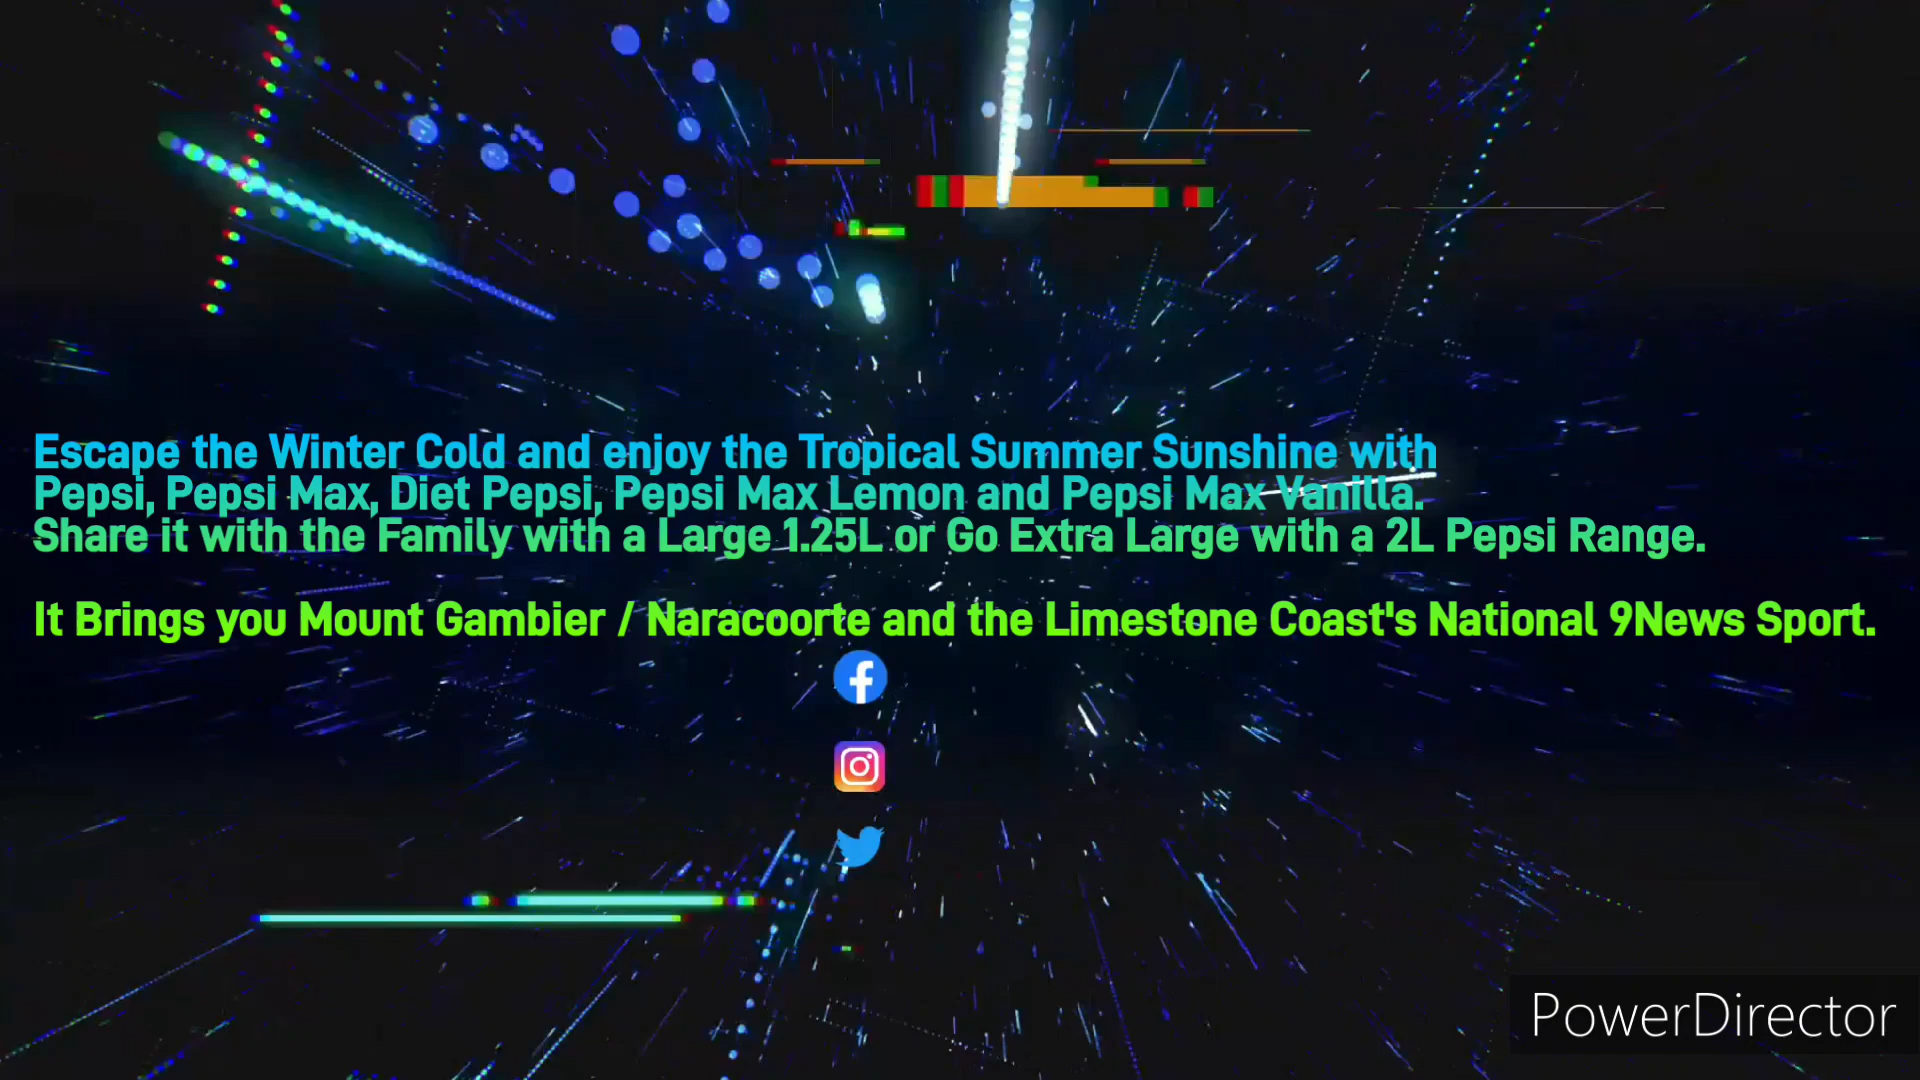 Escape the Winter Cold and enjoy the Tropical Summer Sunshine with
Pepsi, Pepsi Max, Diet Pepsi, Pepsi Max Lemon and Pepsi Max Vanilla.
Share it with the Family with a Large 1.25L or Go Extra Large with a 2L Pepsi Range.
It Brings you Mount Gambier / Naracoorte and the Limestone Coast's National 9News Sport.
PowerDirector